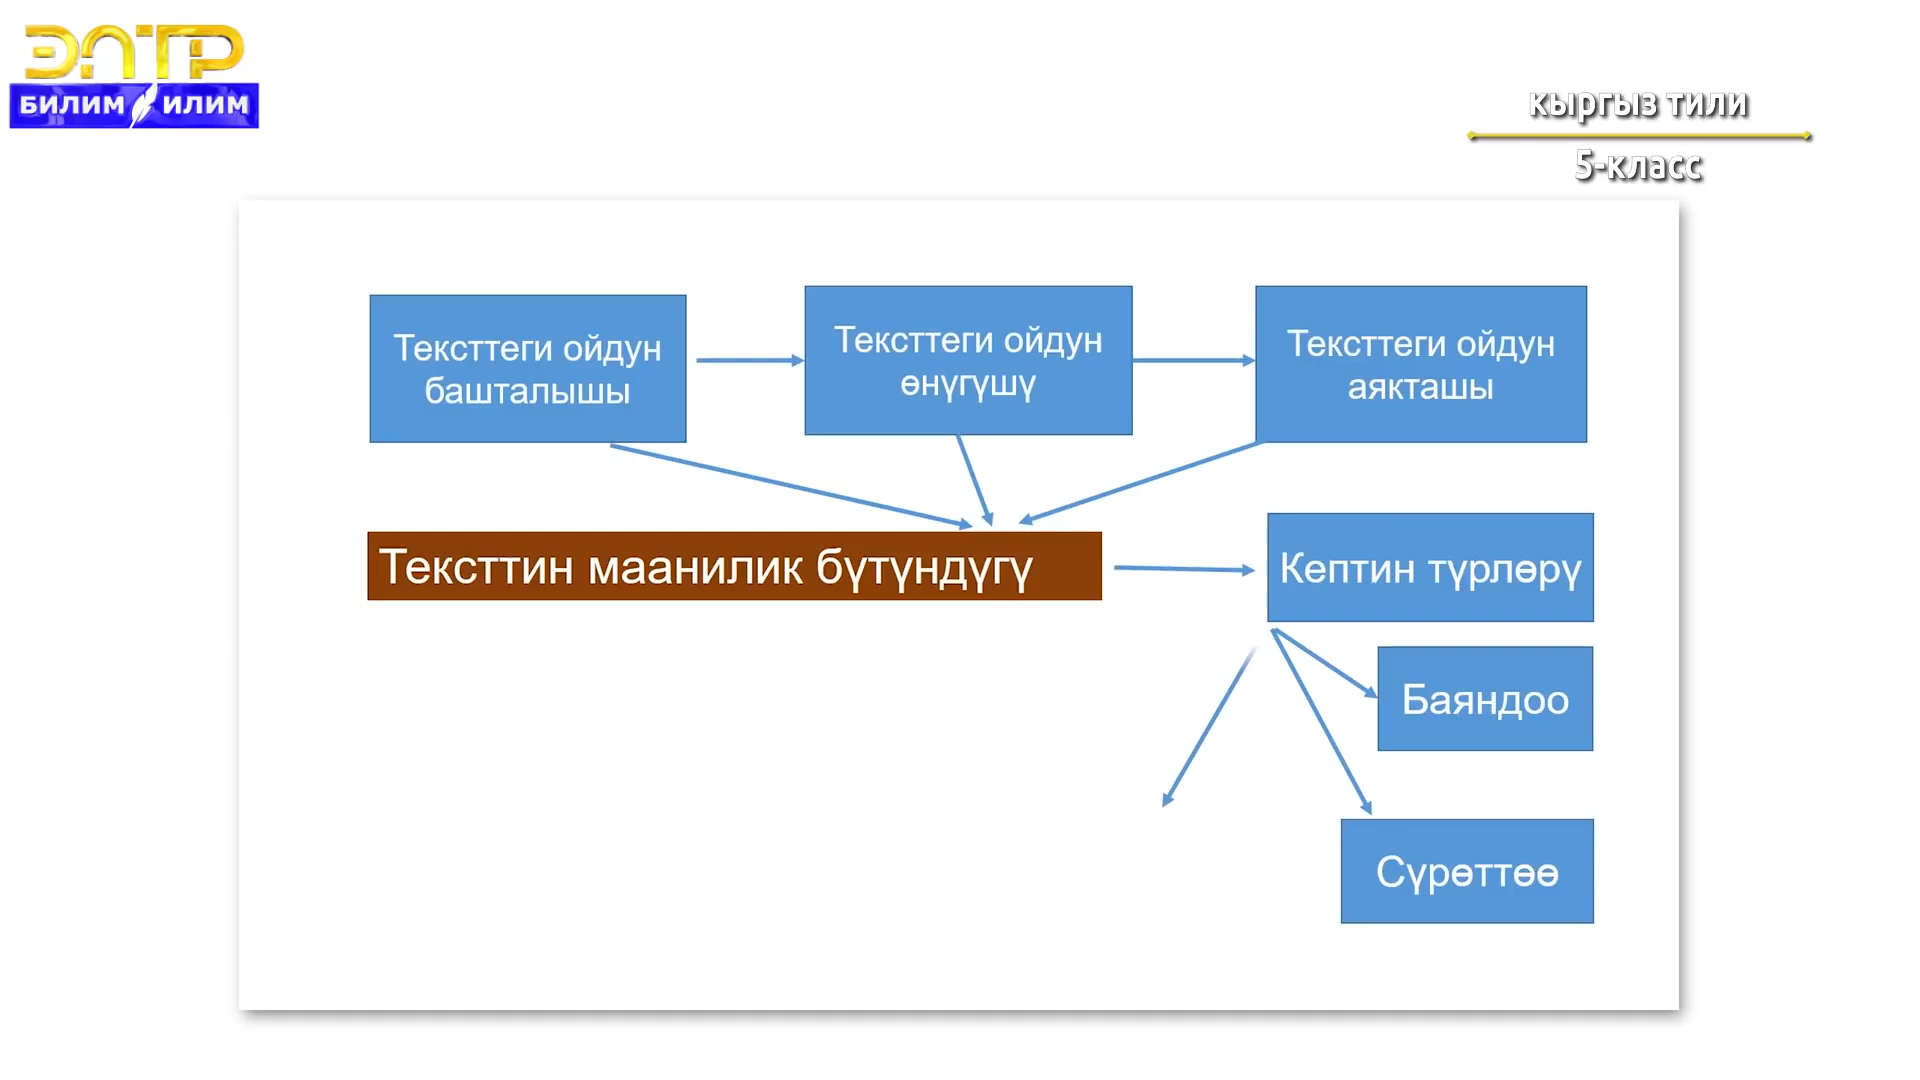 ЭЛТР
БИЛИМ ИЛИМ
кыргыз тили
5-класс
Тексттеги ойдун
башталышы
Тексттеги ойдун
өнүгүшү
Тексттеги ойдун
аякташы
Тексттин маанилик бүтүндүгү
Кептин түрлөрү
Баяндоо
Сүрөттөө